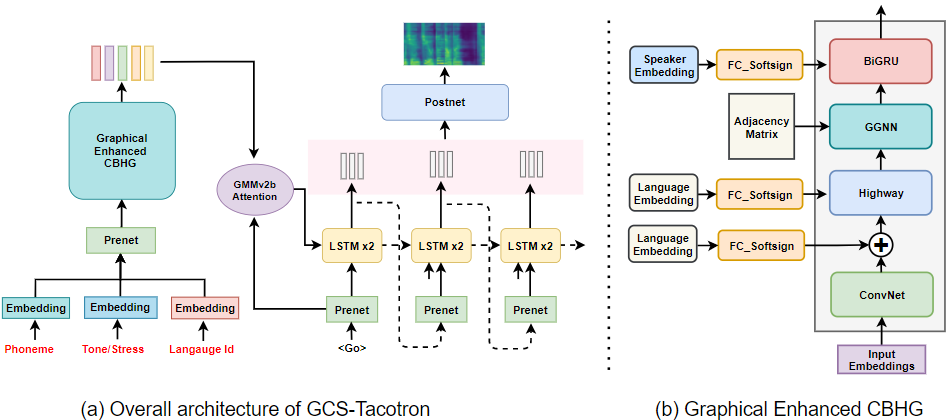 Graphical
Enhanced
CBHG
Prenet
Embedding
Embedding
Embedding
Phoneme
Tone/Stress
Langauge Id
GMMv2b
Attention
Postnet
LSTM x2
LSTM x2
LSTM x2
Prenet
Prenet
Prenet
<Go>
(a) Overall architecture of GCS-Tacotron
Speaker
Embedding
FC_Softsign
BiGRU
Adjacency
Matrix
GGNN
Language
Embedding
FC_Softsign
Highway
Language
Embedding
FC_Softsign
+
ConvNet
Input
Embeddings
(b) Graphical Enhanced CBHG